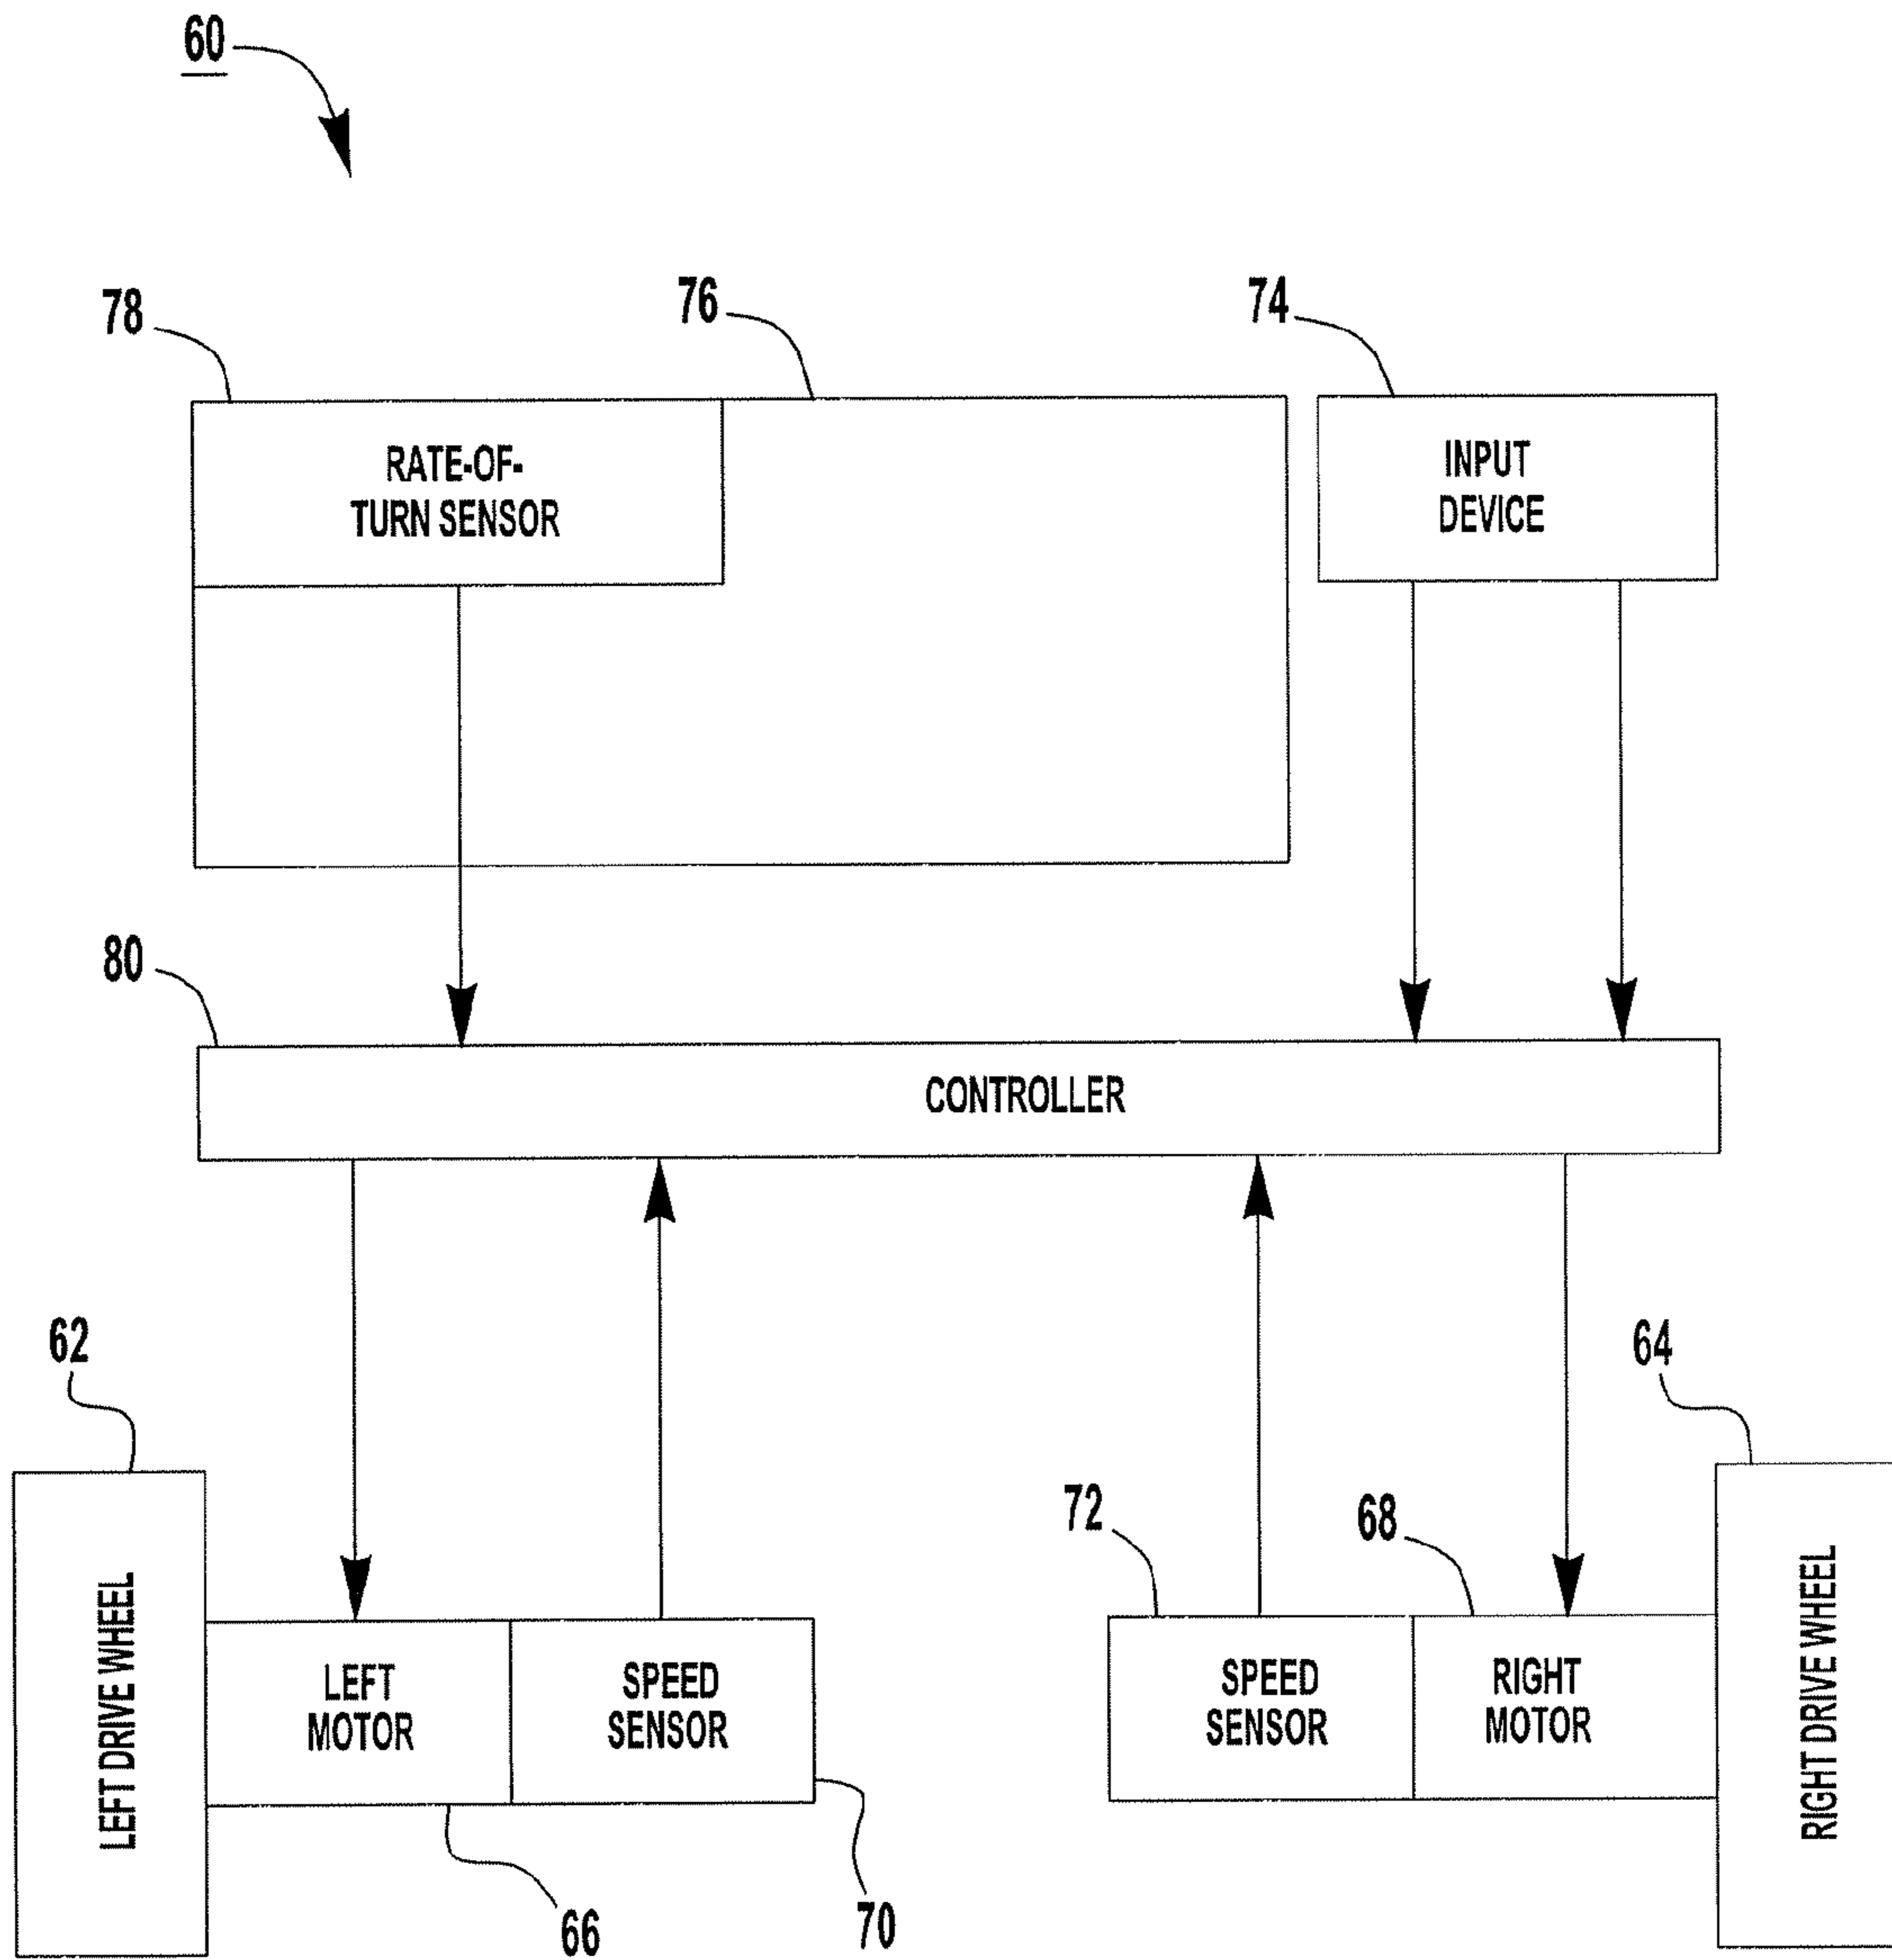 60
78
76
74
RATE-OF-
TURN SENSOR
INPUT
DEVICE
80
CONTROLLER
62
64
72
68
LEFT DRIVE WHEEL
LEFT
MOTOR
SPEED
SENSOR
SPEED
SENSOR
RIGHT
MOTOR
RIGHT DRIVE WHEEL
66
70